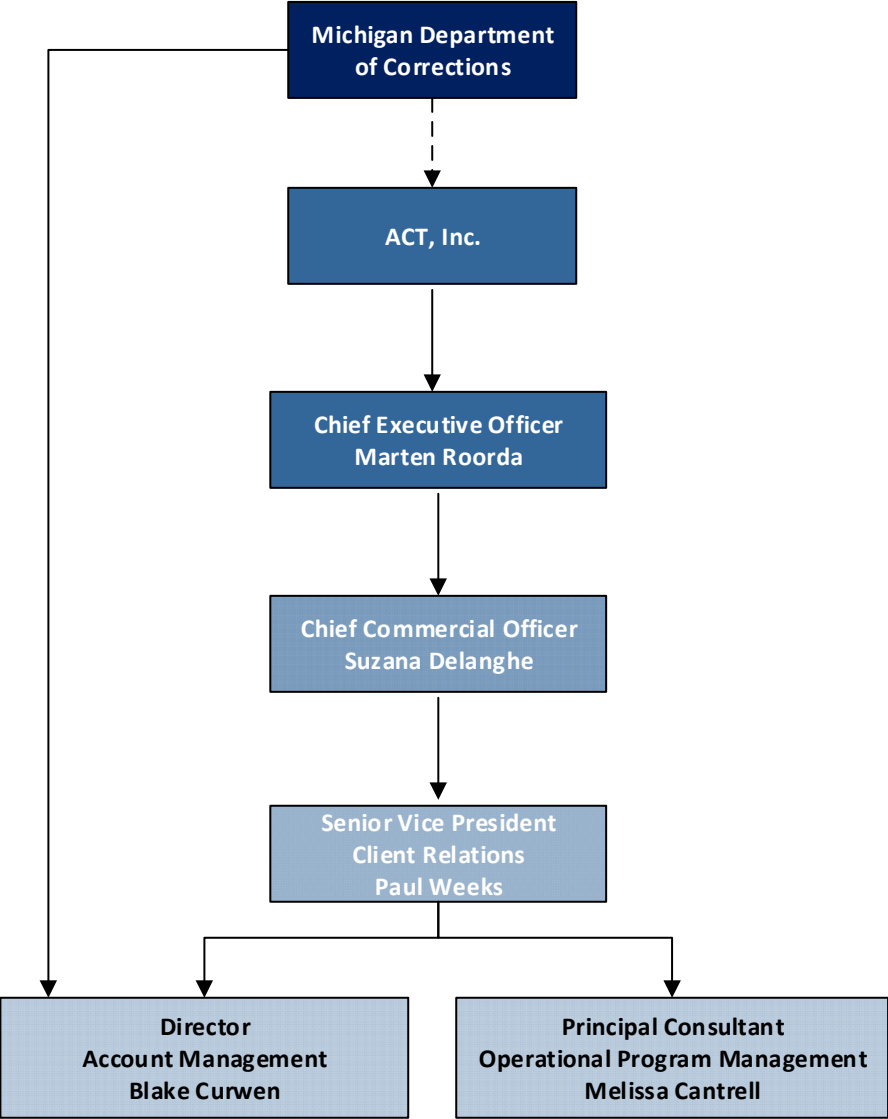 Michigan Department
of Corrections
ACT, Inc.
Chief Executive Officer
Marten Roorda
Chief Commercial Officer
Suzana Delanghe
Senior Vice President
Client Relations
Paul Weeks
Director
Account Management
Blake Curwen
Principal Consultant
Operational Program Management
Melissa Cantrell